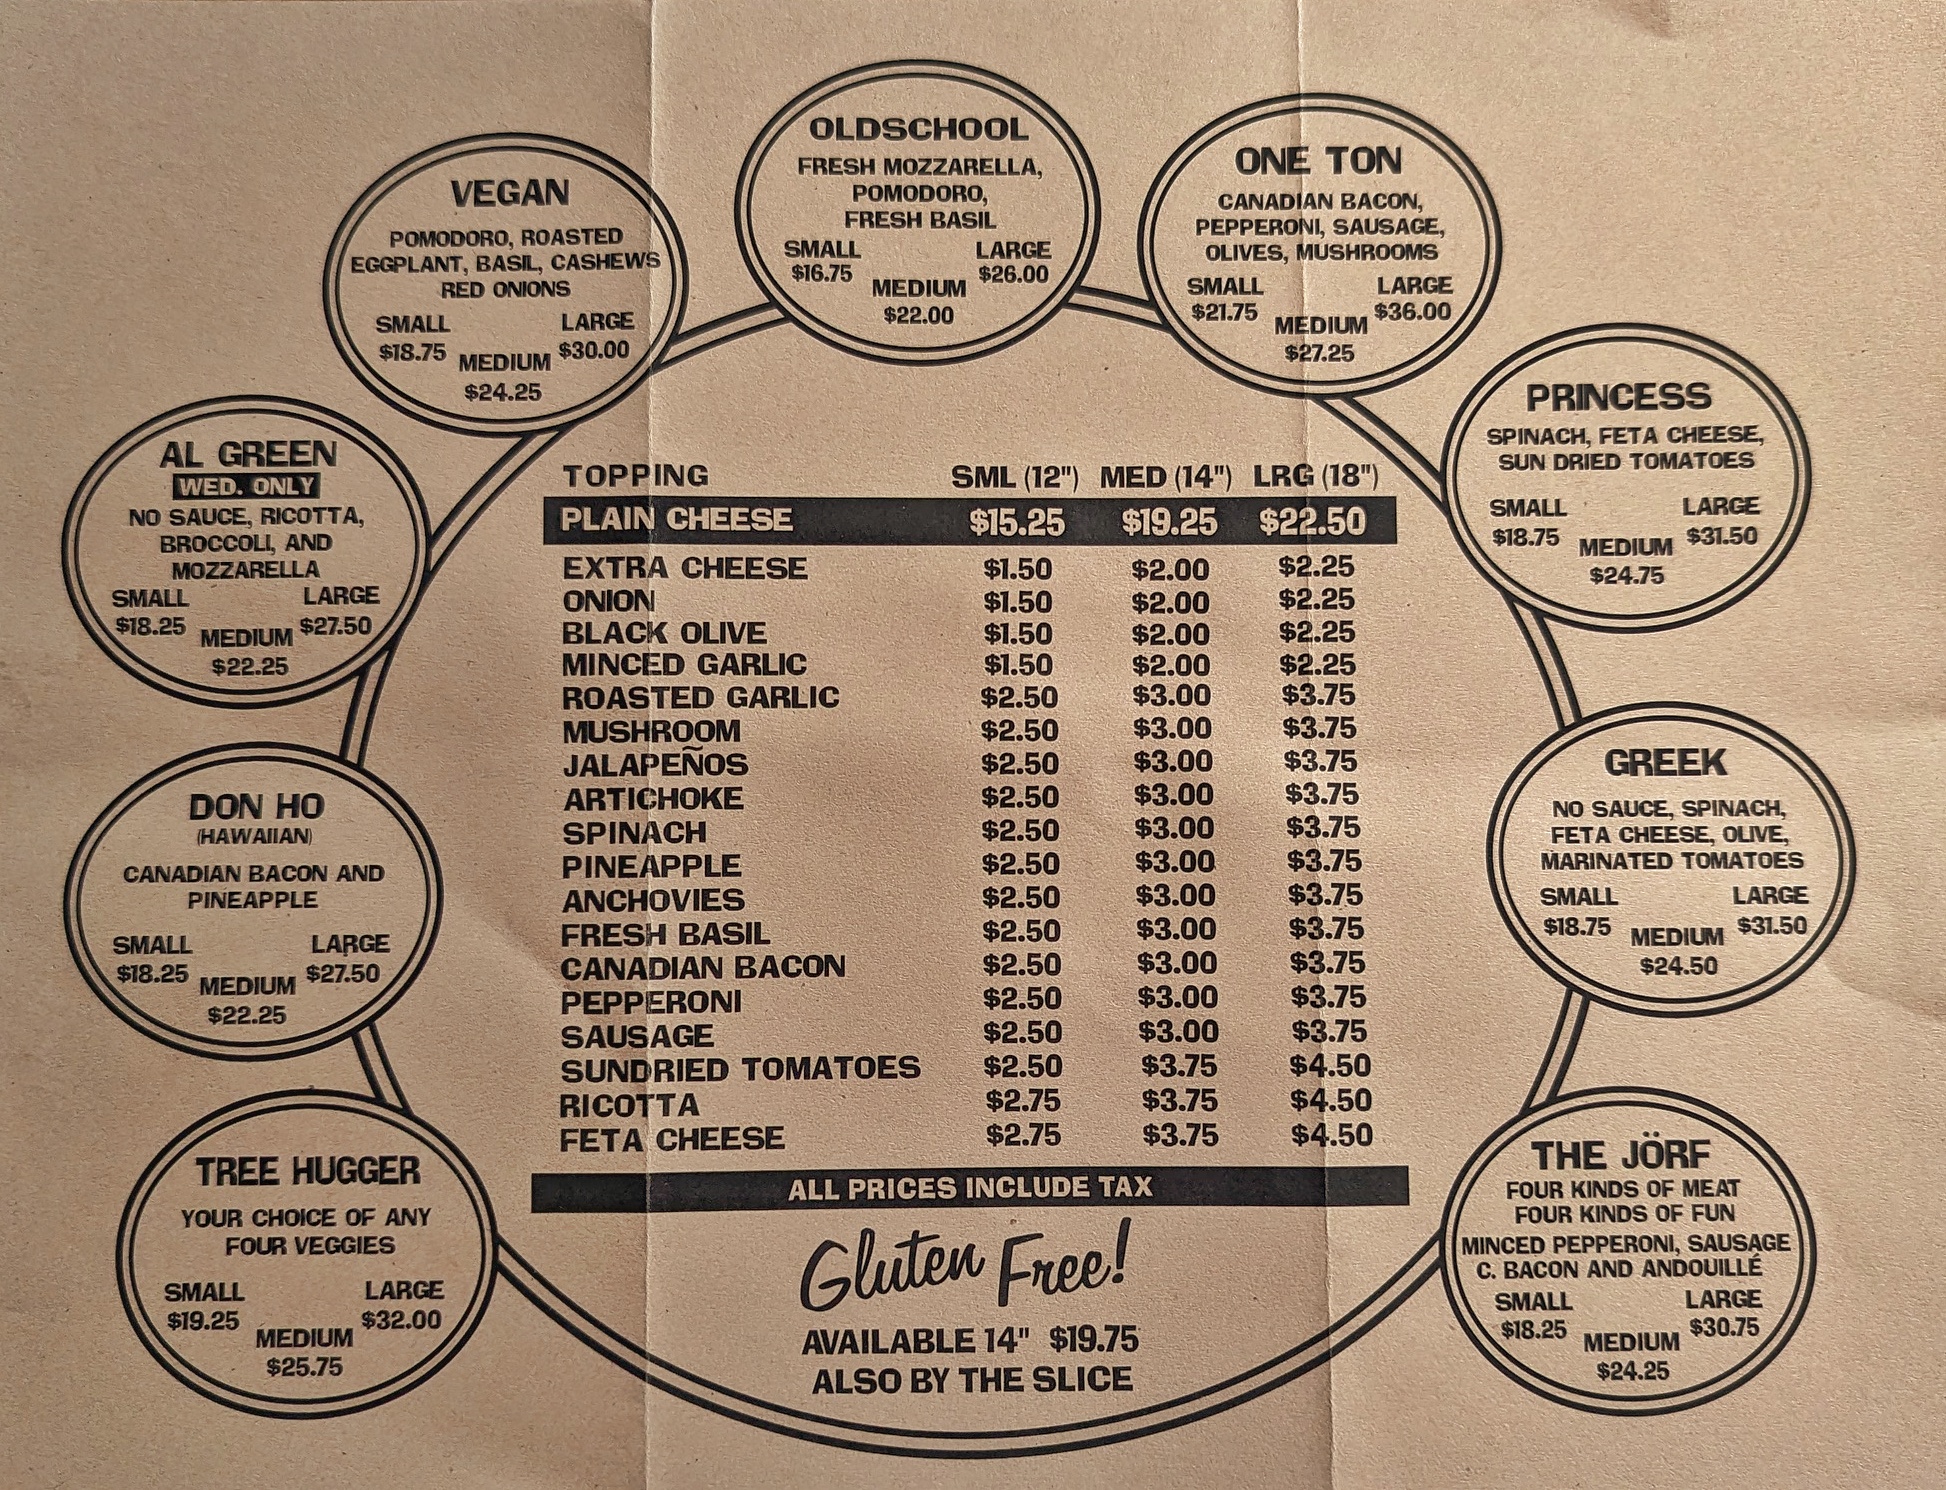 OLDSCHOOL
FRESH MOZZARELLA,
POMODORO,
FRESH BASIL
SMALL LARGE
$16.75 $26.00
MEDIUM
$22.00
ONE TON
CANADIAN BACON,
PEPPERONI, SAUSAGE,
OLIVES, MUSHROOMS
SMALL LARGE
$21.75 $36.00
MEDIUM
$27.25
VEGAN
POMODORO, ROASTED
EGGPLANT, BASIL, CASHEWS
RED ONIONS
SMALL LARGE
$18.75 $30.00
MEDIUM
$24.25
PRINCESS
SPINACH, FETA CHEESE,
SUN DRIED TOMATOES
SMALL LARGE
$18.75 $31.50
MEDIUM
$24.75
AL GREEN
WED. ONLY
NO SAUCE, RICOTTA,
BROCCOLI, AND
MOZZARELLA
SMALL LARGE
$18.25 $27.50
MEDIUM
$22.25
TOPPING SML (12") MED (14") LRG (18")
PLAIN CHEESE $15.25 $19.25 $22.50
EXTRA CHEESE $1.50 $2.00 $2.25
ONION $1.50 $2.00 $2.25
BLACK OLIVE $1.50 $2.00 $2.25
MINCED GARLIC $1.50 $2.00 $2.25
ROASTED GARLIC $2.50 $3.00 $3.75
MUSHROOM $2.50 $3.00 $3.75
JALAPEÑOS $2.50 $3.00 $3.75
ARTICHOKE $2.50 $3.00 $3.75
SPINACH $2.50 $3.00 $3.75
PINEAPPLE $2.50 $3.00 $3.75
ANCHOVIES $2.50 $3.00 $3.75
FRESH BASIL $2.50 $3.00 $3.75
CANADIAN BACON $2.50 $3.00 $3.75
PEPPERONI $2.50 $3.00 $3.75
SAUSAGE $2.50 $3.00 $3.75
SUNDRIED TOMATOES $2.50 $3.75 $4.50
RICOTTA $2.75 $3.75 $4.50
FETA CHEESE $2.75 $3.75 $4.50
ALL PRICES INCLUDE TAX
Gluten Free!
AVAILABLE 14" $19.75
ALSO BY THE SLICE
GREEK
NO SAUCE, SPINACH,
FETA CHEESE, OLIVE,
MARINATED TOMATOES
SMALL LARGE
$18.75 $31.50
MEDIUM
$24.50
DON HO
(HAWAIIAN)
CANADIAN BACON AND
PINEAPPLE
SMALL LARGE
$18.25 $27.50
MEDIUM
$22.25
TREE HUGGER
YOUR CHOICE OF ANY
FOUR VEGGIES
SMALL LARGE
$19.25 $32.00
MEDIUM
$25.75
THE JÖRF
FOUR KINDS OF MEAT
FOUR KINDS OF FUN
MINCED PEPPERONI, SAUSAGE
C. BACON AND ANDOUILLÉ
SMALL LARGE
$18.25 $30.75
MEDIUM
$24.25